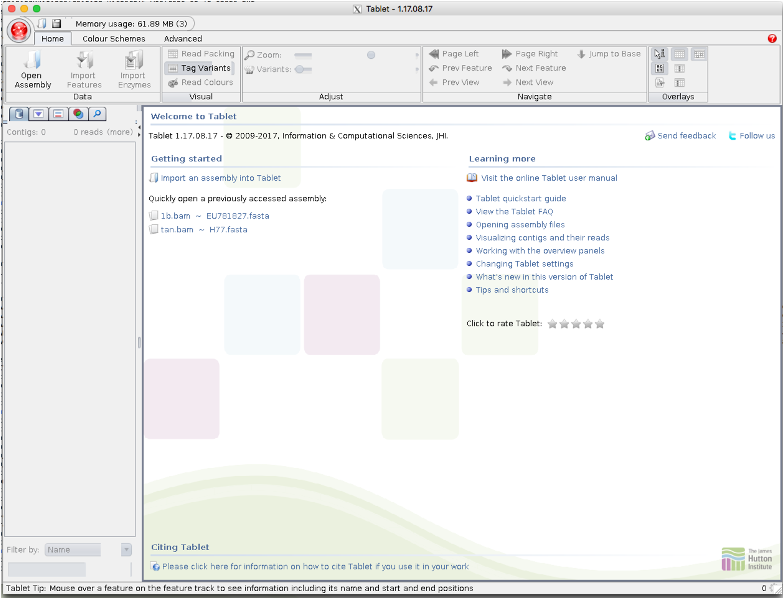 Tablet - 1.17.08.17
Memory usage: 61.89 MB (3)
Home Colour Schemes Advanced
Open Assembly
Import Features
Import Enzymes
Data
Read Packing
Tag Variants
Read Colours
Visual
Zoom:
Variants:
Adjust
Page Left Page Right Jump to Base
Prev Feature Next Feature
Prev View Next View
Navigate
Overlays
Contigs: 0 0 reads (more)
Filter by: Name
Welcome to Tablet
Tablet 1.17.08.17 - © 2009-2017, Information & Computational Sciences, JHI.
Send feedback Follow us
Getting started
Import an assembly into Tablet
Quickly open a previously accessed assembly:
1b.bam ~ EU781827.fasta
tan.bam ~ H77.fasta
Learning more
Visit the online Tablet user manual
Tablet quickstart guide
View the Tablet FAQ
Opening assembly files
Visualizing contigs and their reads
Working with the overview panels
Changing Tablet settings
What's new in this version of Tablet
Tips and shortcuts
Click to rate Tablet:
Citing Tablet
Please click here for information on how to cite Tablet if you use it in your work
The James
Hutton
Institute
Tablet Tip: Mouse over a feature on the feature track to see information including its name and start and end positions
0